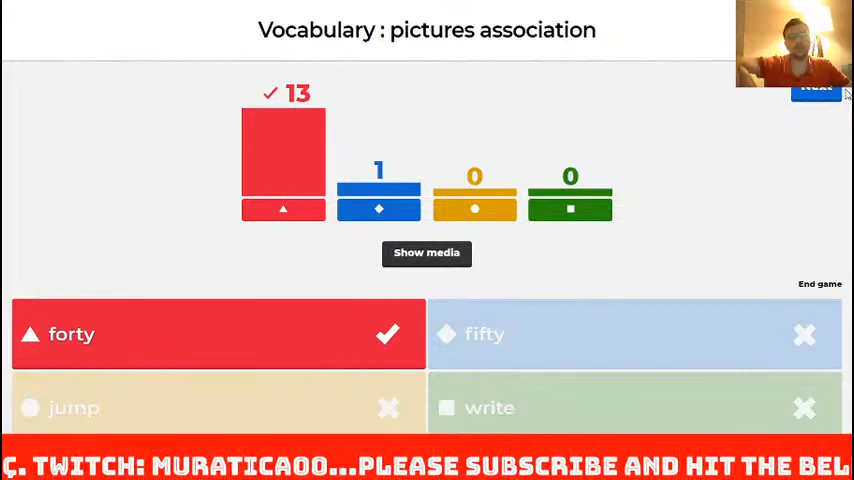 Vocabulary : pictures association
13
1
0
0
Next
Show media
End game
forty
fifty
jump
write
Ç. TWITCH: MURATICA00...PLEASE SUBSCRIBE AND HIT THE BEL